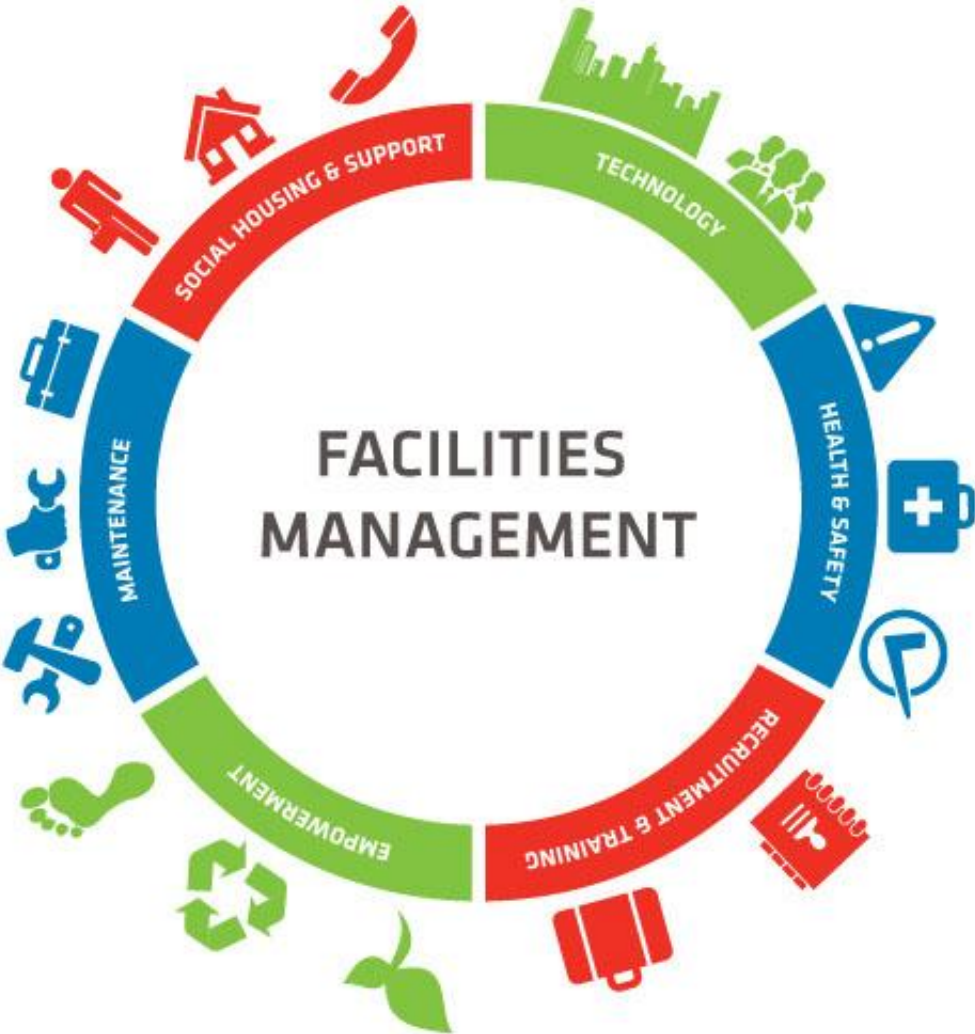 SOCIAL HOUSING & SUPPORT
TECHNOLOGY
HEALTH & SAFETY
RECRUITMENT & TRAINING
EMPOWERMENT
MAINTENANCE
FACILITIES
MANAGEMENT